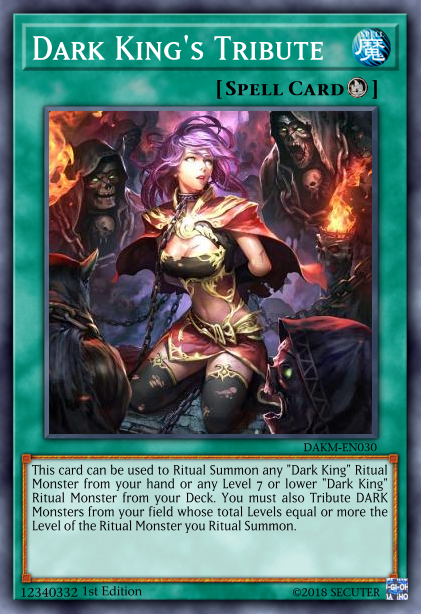 Dark King's Tribute
魔
[Spell Card]
DAKM-EN030
This card can be used to Ritual Summon any "Dark King" Ritual
Monster from your hand or any Level 7 or lower "Dark King"
Ritual Monster from your Deck. You must also Tribute DARK
Monsters from your field whose total Levels equal or more the
Level of the Ritual Monster you Ritual Summon.
12340332 1st Edition
©2018 SECUTER